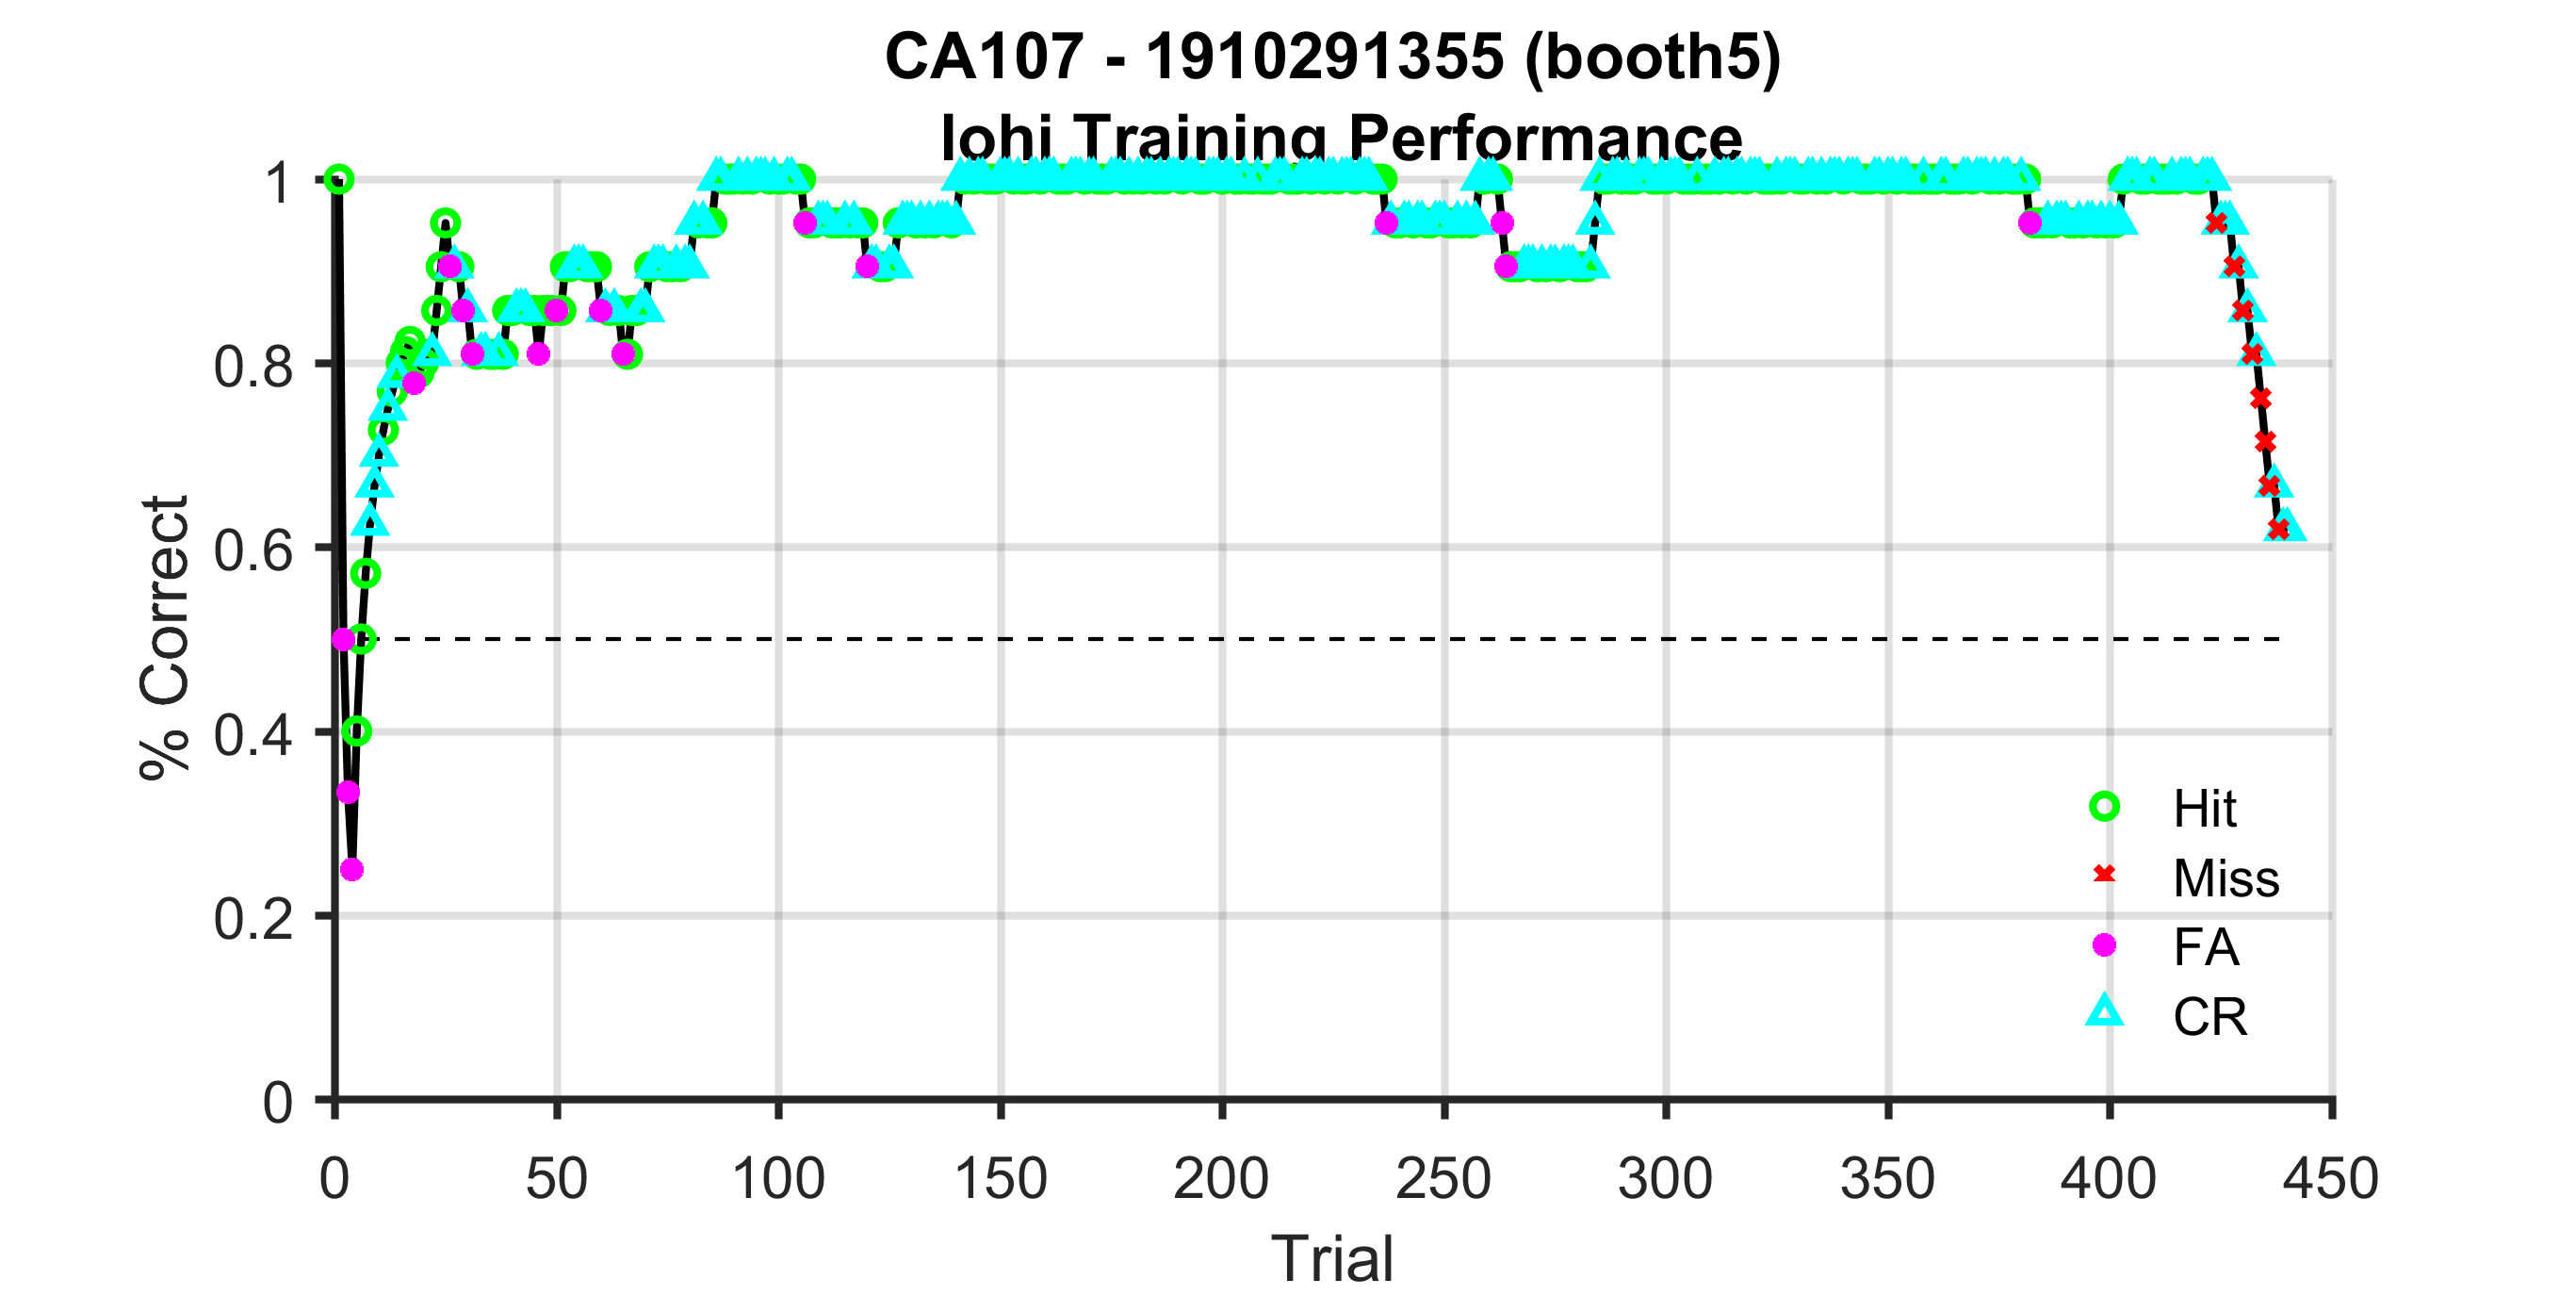 CA107 - 1910291355 (booth5)
lohi Training Performance
% Correct
1
0.8
0.6
0.4
0.2
0
0 50 100 150 200 250 300 350 400 450
Trial
Hit
Miss
FA
CR